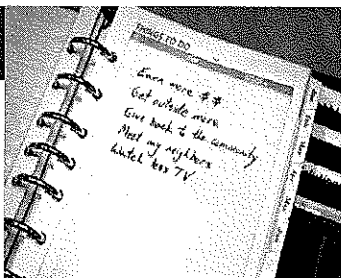 THINGS TO DO
Earn more $$
Get outside more
Give back to the community
Meet my neighbors
Watch less TV